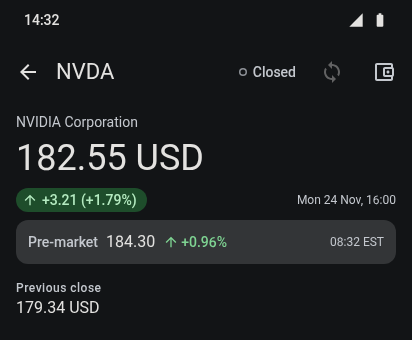 14:32
NVDA Closed
NVIDIA Corporation
182.55 USD
↑ +3.21 (+1.79%) Mon 24 Nov, 16:00
Pre-market 184.30 ↑ +0.96% 08:32 EST
Previous close
179.34 USD